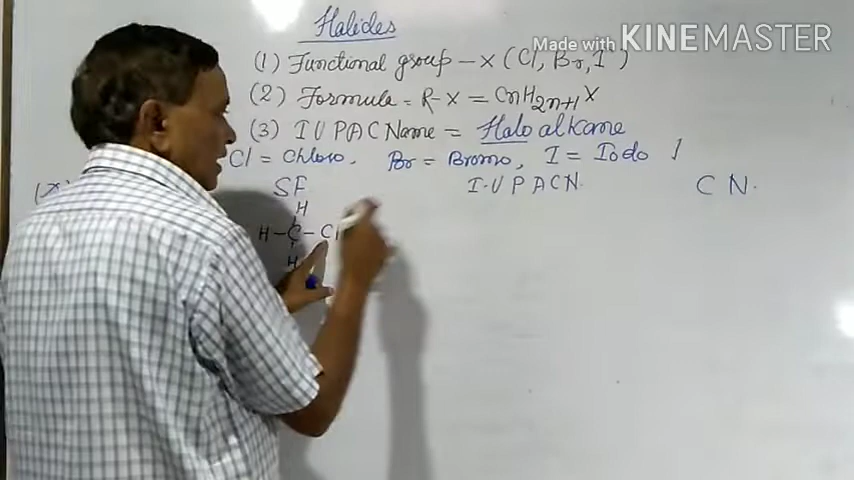 Halides
Made with KINEMASTER
(1) Functional group - X (Cl, Br, I)
(2) Formula = R-X = CnH2n+1 X
(3) IUPAC Name = Halo alkane
Cl = Chloro, Br = Bromo, I = Iodo
SF I.U P A C N. C N.
H
H - C - Cl
H